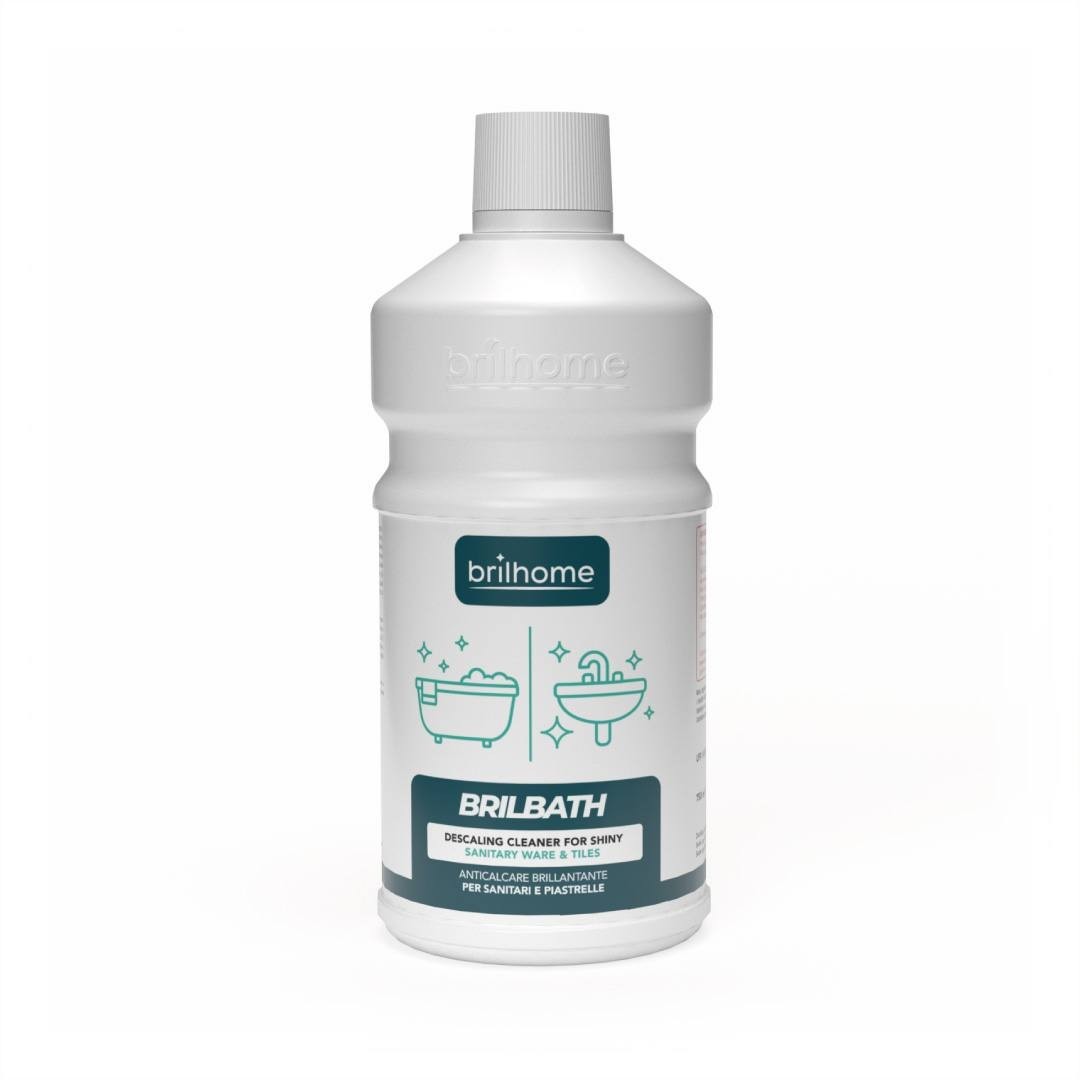 brilhome
brilhome
BRILBATH
DESCALING CLEANER FOR SHINY
SANITARY WARE & TILES
ANTICALCARE BRILLANTANTE
PER SANITARI E PIASTRELLE